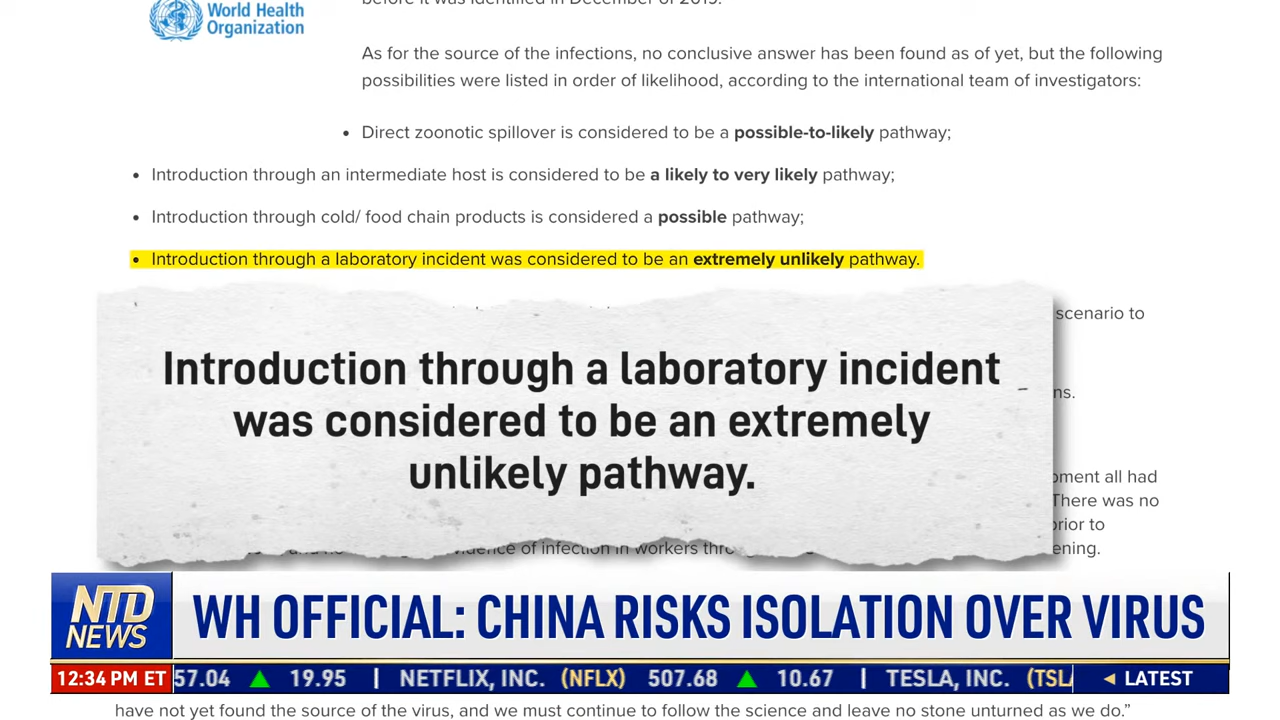 World Health
Organization
before it was identified in December of 2019.
As for the source of the infections, no conclusive answer has been found as of yet, but the following
possibilities were listed in order of likelihood, according to the international team of investigators:
• Direct zoonotic spillover is considered to be a possible-to-likely pathway;
• Introduction through an intermediate host is considered to be a likely to very likely pathway;
• Introduction through cold/ food chain products is considered a possible pathway;
• Introduction through a laboratory incident was considered to be an extremely unlikely pathway.
scenario to
Introduction through a laboratory incident
was considered to be an extremely
unlikely pathway.
ns.
pment all had
There was no
prior to
dence of infection in workers
ening.
NTD
NEWS
WH OFFICIAL: CHINA RISKS ISOLATION OVER VIRUS
12:34 PM ET 57.04 ▲ 19.95 | NETFLIX, INC. (NFLX) 507.68 ▲ 10.67 | TESLA, INC. (TSL ◄ LATEST
have not yet found the source of the virus, and we must continue to follow the science and leave no stone unturned as we do.”